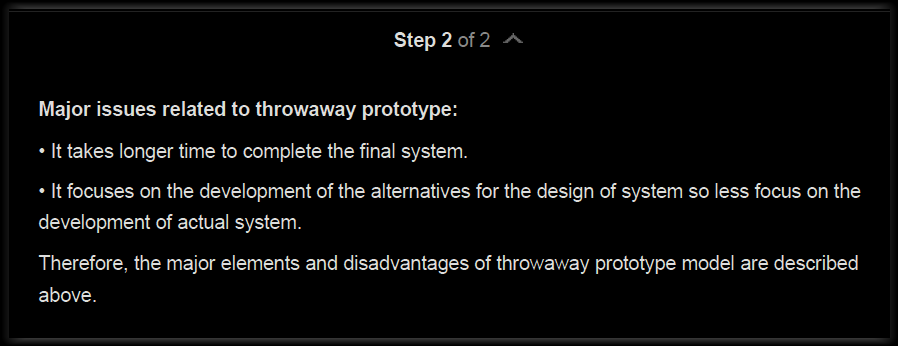 Step 2 of 2
Major issues related to throwaway prototype:
• It takes longer time to complete the final system.
• It focuses on the development of the alternatives for the design of system so less focus on the
development of actual system.
Therefore, the major elements and disadvantages of throwaway prototype model are described
above.